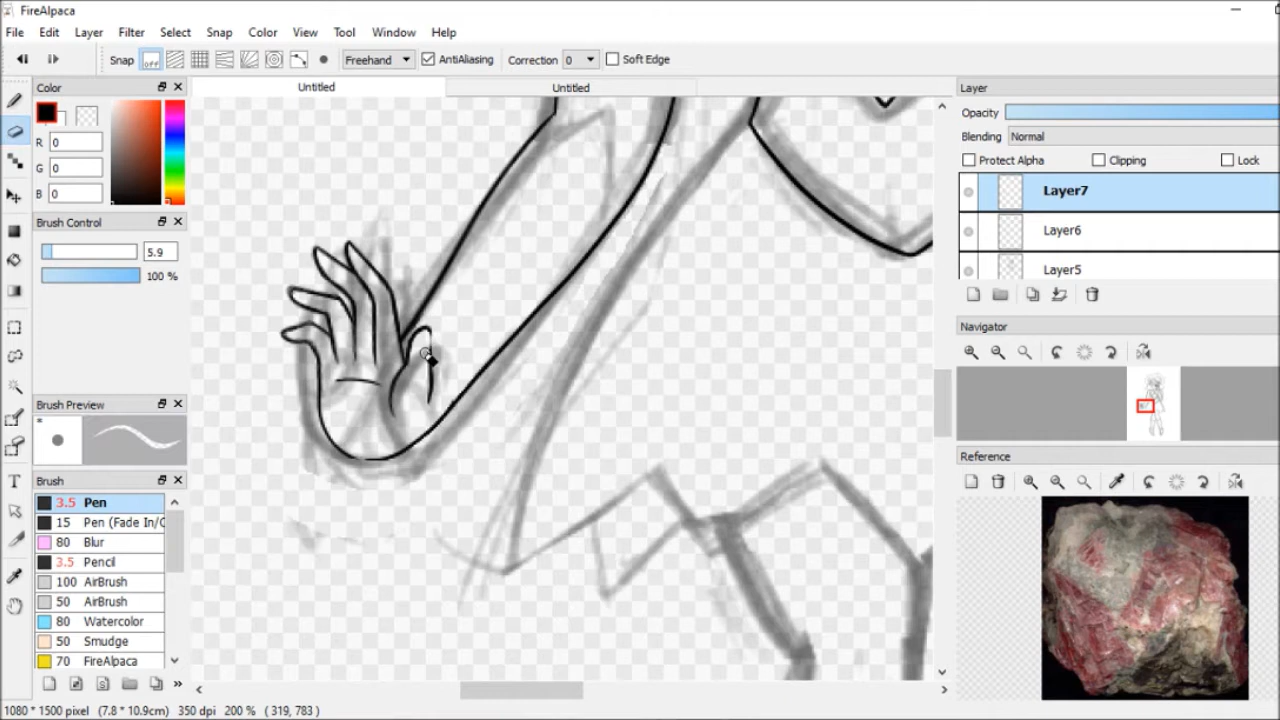 FireAlpaca
File Edit Layer Filter Select Snap Color View Tool Window Help
Snap off Freehand AntiAliasing Correction 0 Soft Edge
Color
R 0
G 0
B 0
Brush Control
5.9
100 %
Brush Preview
*
Brush
3.5 Pen
15 Pen (Fade In/O
80 Blur
3.5 Pencil
100 AirBrush
50 AirBrush
80 Watercolor
50 Smudge
70 FireAlpaca
Untitled Untitled
Layer
Opacity
Blending Normal
Protect Alpha Clipping Lock
Layer7
Layer6
Layer5
Navigator
Reference
1080 * 1500 pixel (7.8 * 10.9cm) 350 dpi 200 % ( 319, 783 )